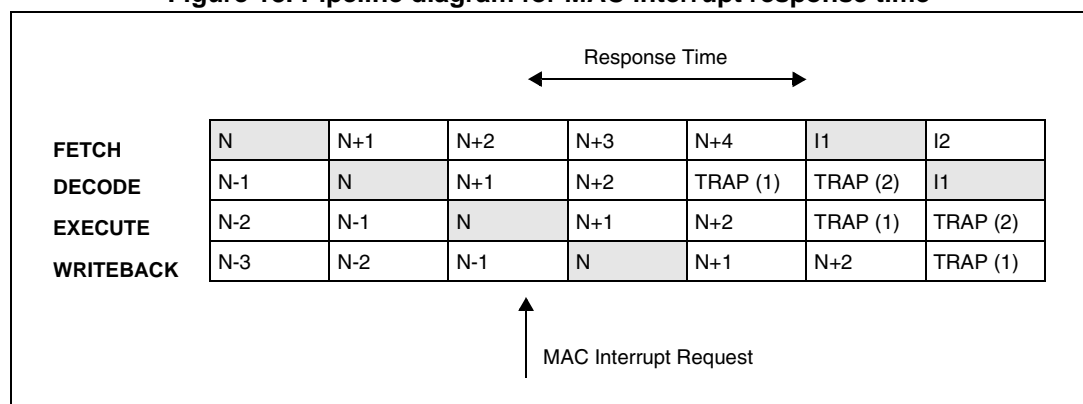 Figure 18. Pipeline diagram for MAC interrupt response time
Response Time
FETCH N N+1 N+2 N+3 N+4 I1 I2
DECODE N-1 N N+1 N+2 TRAP (1) TRAP (2) I1
EXECUTE N-2 N-1 N N+1 N+2 TRAP (1) TRAP (2)
WRITEBACK N-3 N-2 N-1 N N+1 N+2 TRAP (1)
MAC Interrupt Request